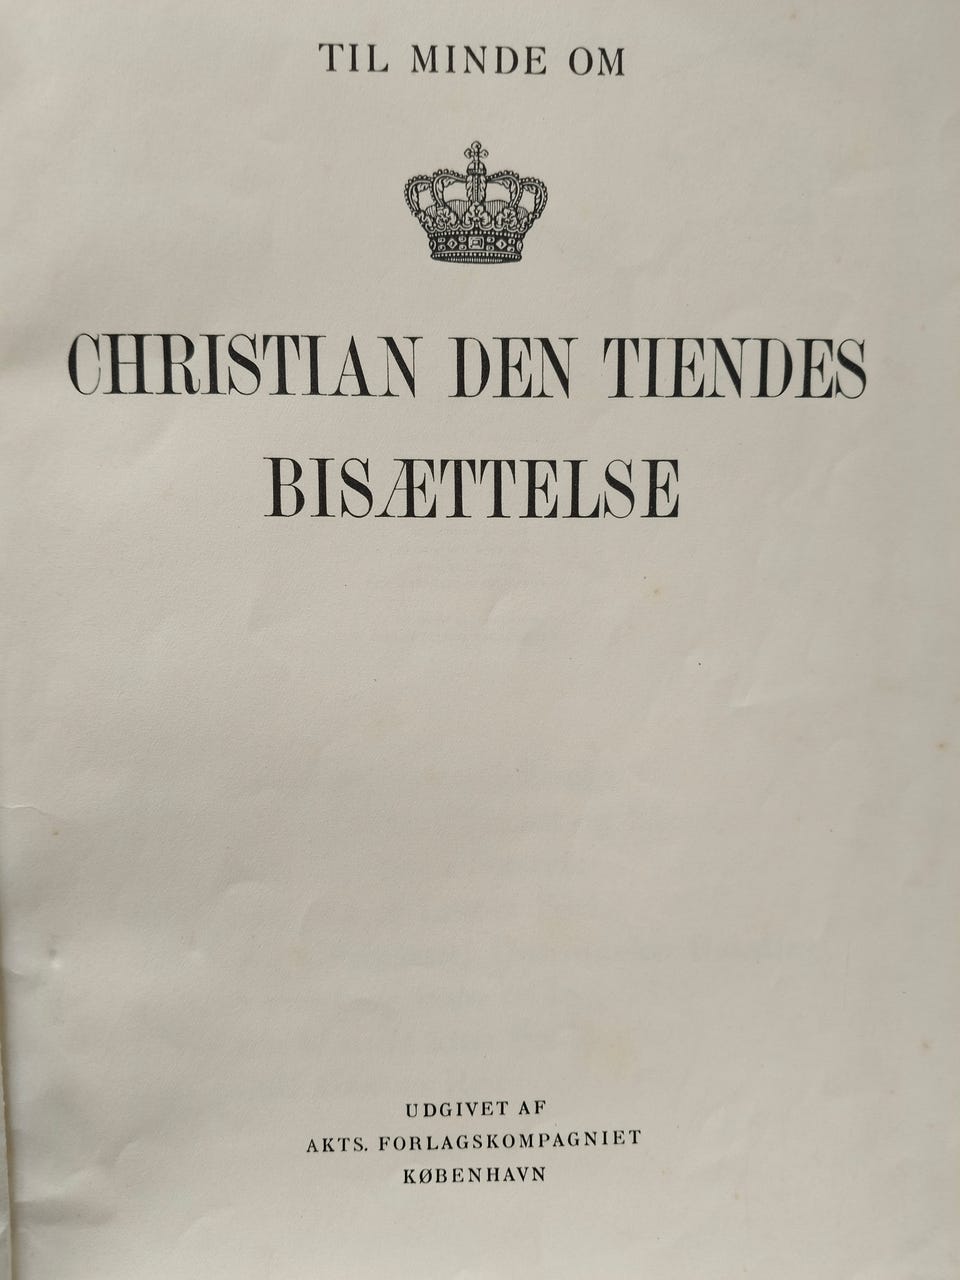 TIL MINDE OM
CHRISTIAN DEN TIENDES
BISÆTTELSE
UDGIVET AF
AKTS. FORLAGSKOMPAGNIET
KØBENHAVN